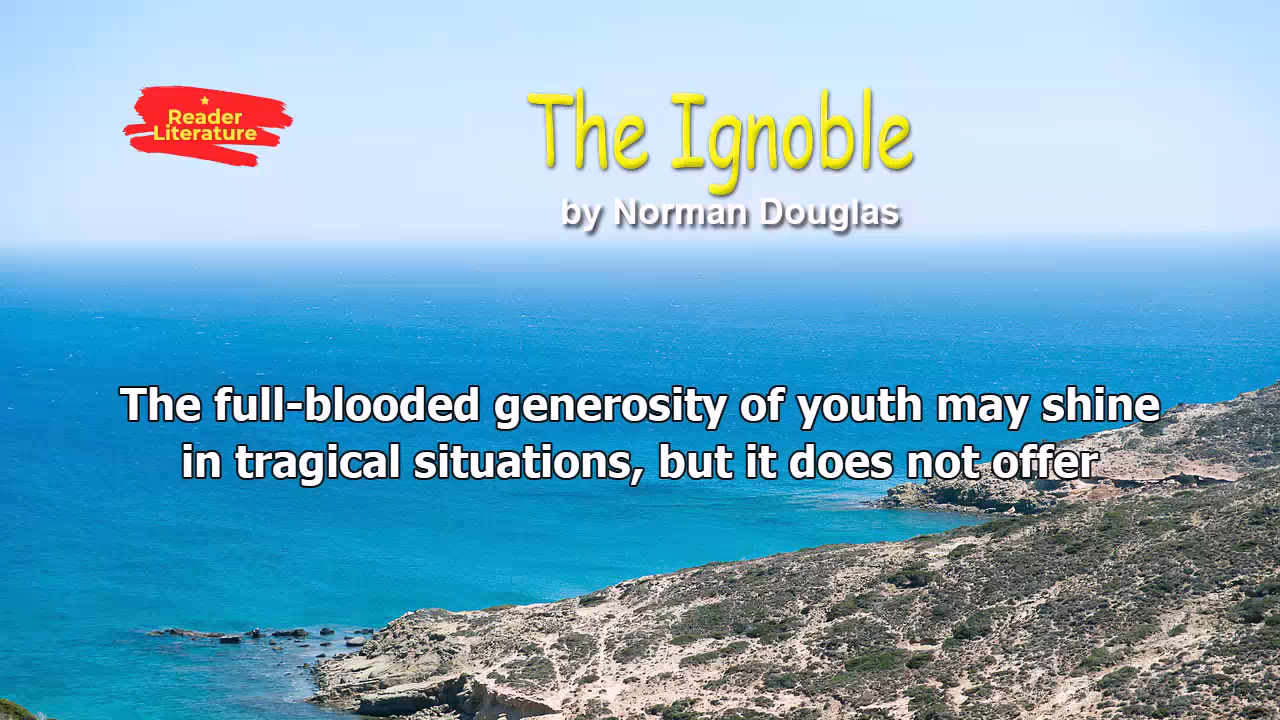 Reader
Literature
The Ignoble
by Norman Douglas
The full-blooded generosity of youth may shine
in tragical situations, but it does not offer